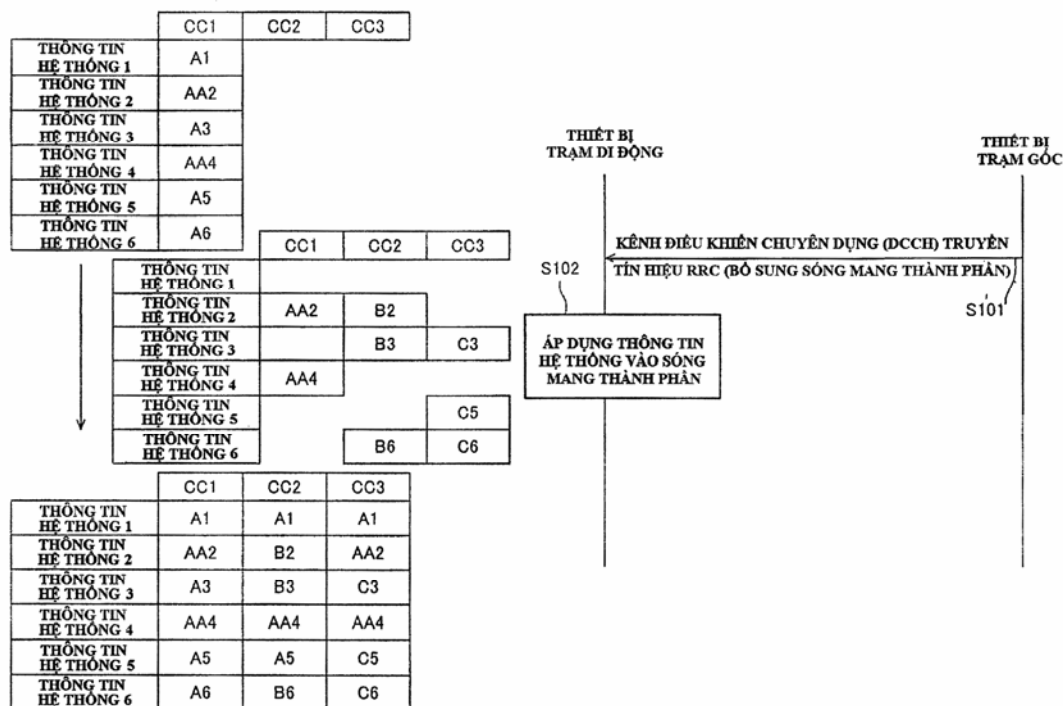 CC1 CC2 CC3
THÔNG TIN
HỆ THỐNG 1 A1
THÔNG TIN
HỆ THỐNG 2 AA2
THÔNG TIN
HỆ THỐNG 3 A3
THÔNG TIN
HỆ THỐNG 4 AA4
THÔNG TIN
HỆ THỐNG 5 A5
THÔNG TIN
HỆ THỐNG 6 A6
CC1 CC2 CC3
THÔNG TIN
HỆ THỐNG 1
THÔNG TIN
HỆ THỐNG 2 AA2 B2
THÔNG TIN
HỆ THỐNG 3 B3 C3
THÔNG TIN
HỆ THỐNG 4 AA4
THÔNG TIN
HỆ THỐNG 5 C5
THÔNG TIN
HỆ THỐNG 6 B6 C6
CC1 CC2 CC3
THÔNG TIN
HỆ THỐNG 1 A1 A1 A1
THÔNG TIN
HỆ THỐNG 2 AA2 B2 AA2
THÔNG TIN
HỆ THỐNG 3 A3 B3 C3
THÔNG TIN
HỆ THỐNG 4 AA4 AA4 AA4
THÔNG TIN
HỆ THỐNG 5 A5 A5 C5
THÔNG TIN
HỆ THỐNG 6 A6 B6 C6
THIẾT BỊ
TRẠM DI ĐỘNG
THIẾT BỊ
TRẠM GỐC
KÊNH ĐIỀU KHIỂN CHUYÊN DỤNG (DCCH) TRUYỀN
TÍN HIỆU RRC (BỔ SUNG SÓNG MANG THÀNH PHẦN)
S101
S102
ÁP DỤNG THÔNG TIN
HỆ THỐNG VÀO SÓNG
MANG THÀNH PHẦN